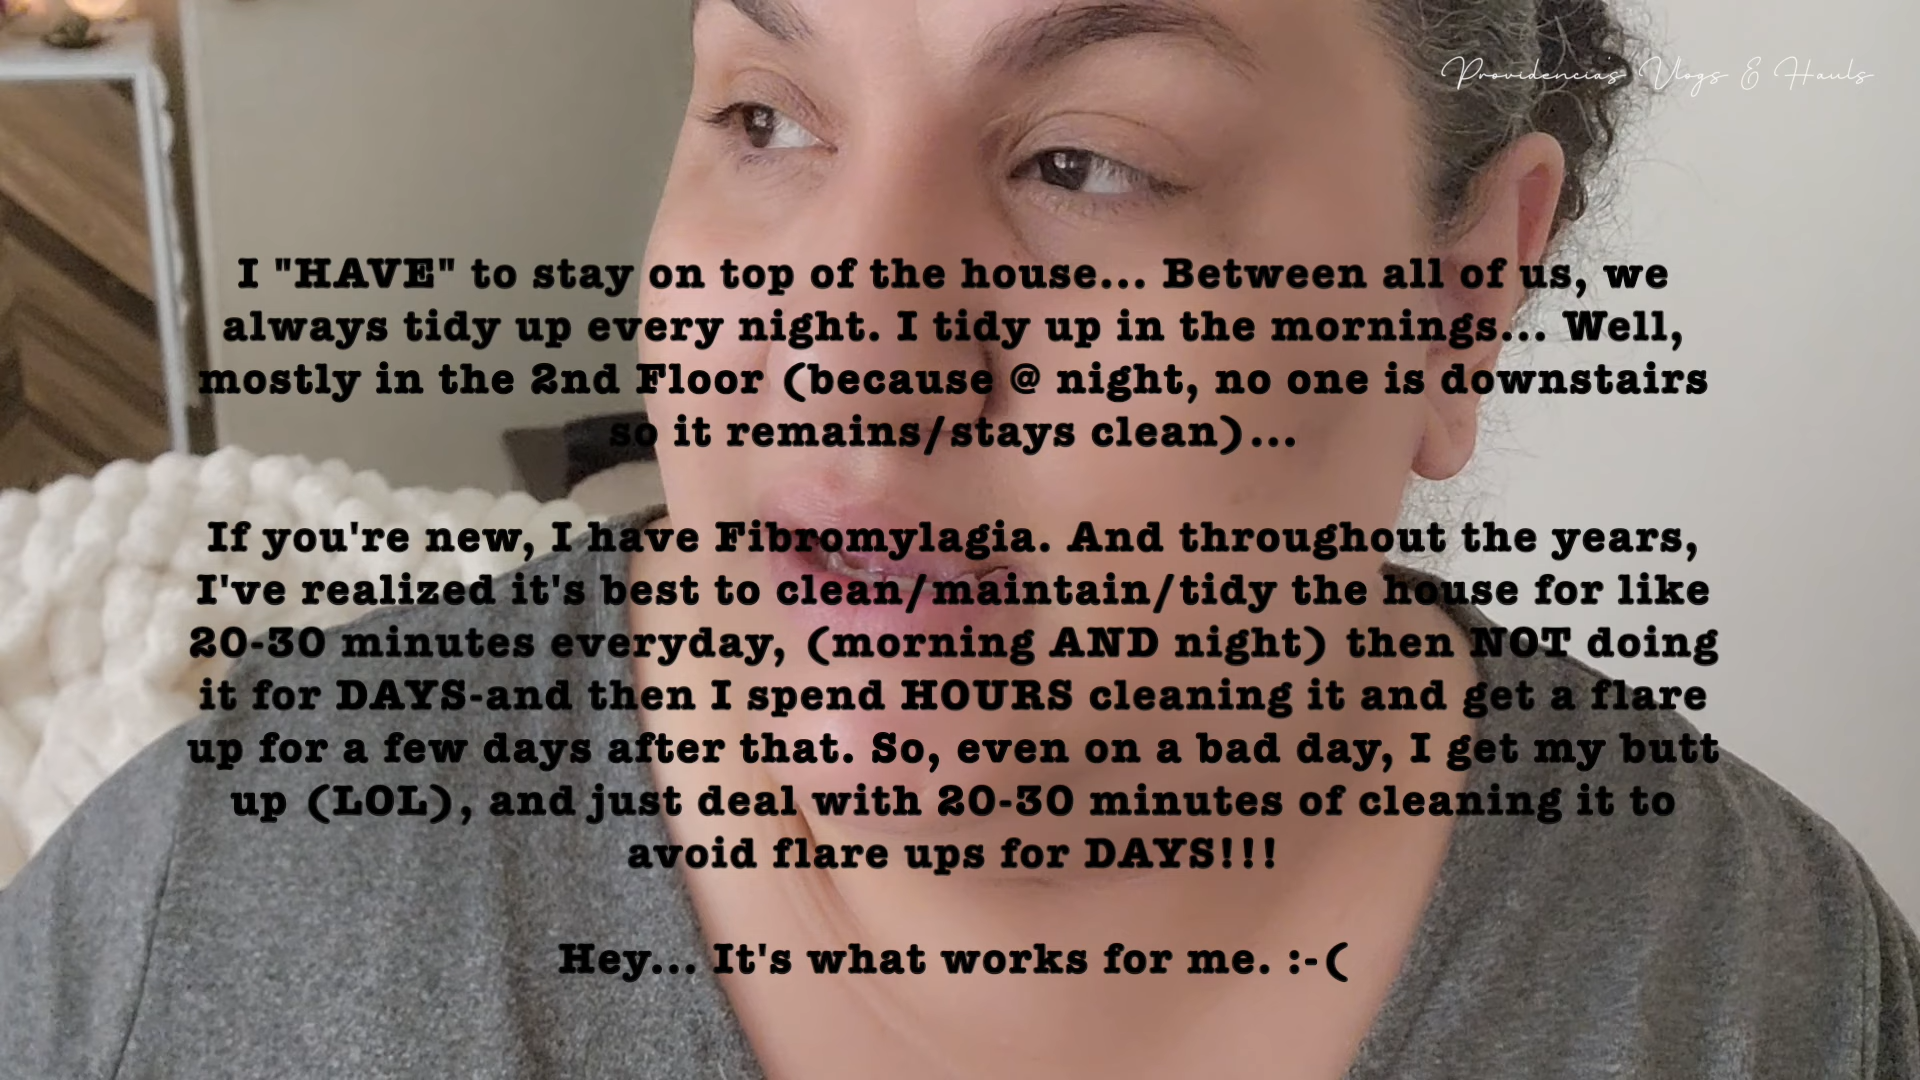 Providencia's Vlogs & Hauls
I "HAVE" to stay on top of the house... Between all of us, we
always tidy up every night. I tidy up in the mornings... Well,
mostly in the 2nd Floor (because @ night, no one is downstairs
so it remains/stays clean)...
If you're new, I have Fibromylagia. And throughout the years,
I've realized it's best to clean/maintain/tidy the house for like
20-30 minutes everyday, (morning AND night) then NOT doing
it for DAYS-and then I spend HOURS cleaning it and get a flare
up for a few days after that. So, even on a bad day, I get my butt
up (LOL), and just deal with 20-30 minutes of cleaning it to
avoid flare ups for DAYS!!!
Hey... It's what works for me. :-(